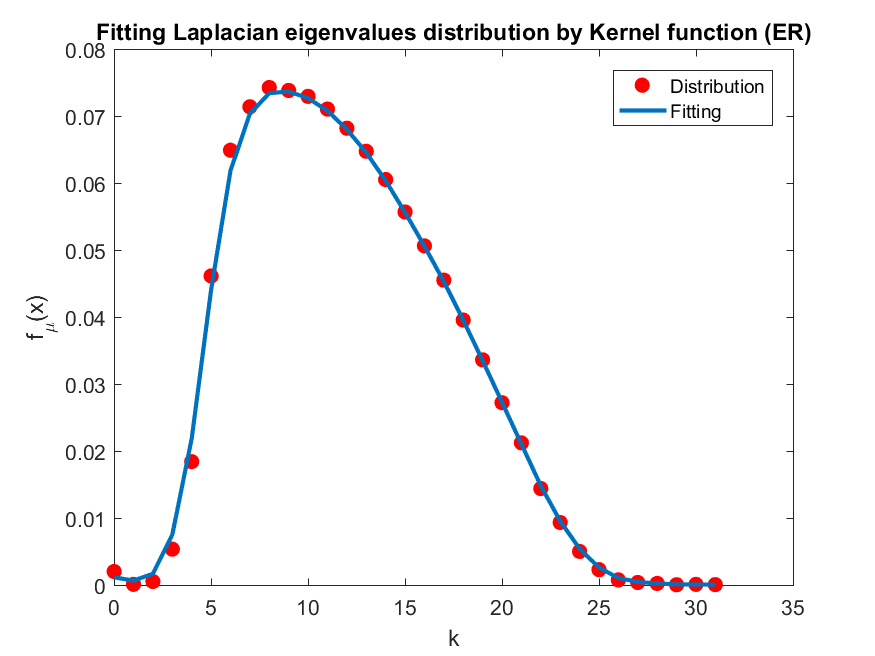 Fitting Laplacian eigenvalues distribution by Kernel function (ER)
0.08
0.07
0.06
0.05
0.04
0.03
0.02
0.01
0
f_μ(x)
Distribution
Fitting
0 5 10 15 20 25 30 35
k